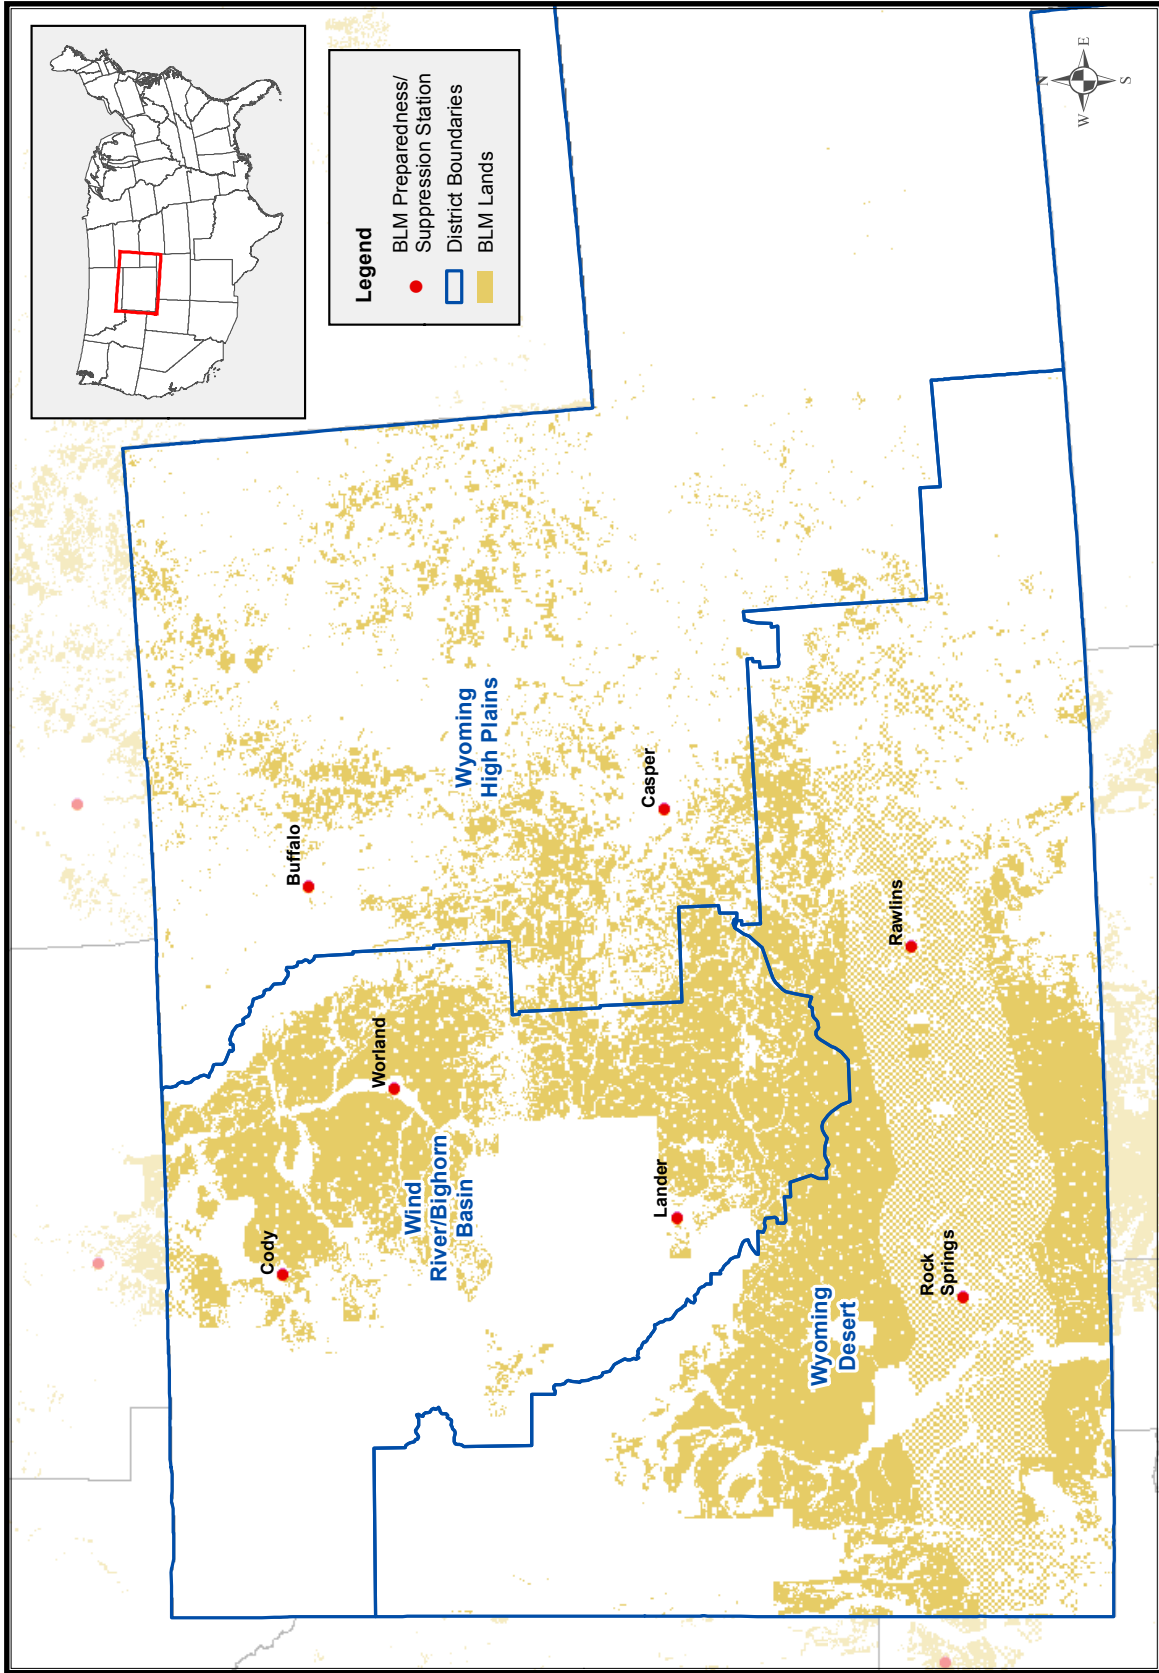 Legend
BLM Preparedness/
Suppression Station
District Boundaries
BLM Lands
N
E
S
W
Cody
Worland
Buffalo
Wind
River/Bighorn
Basin
Wyoming
High Plains
Lander
Casper
Wyoming
Desert
Rock
Springs
Rawlins